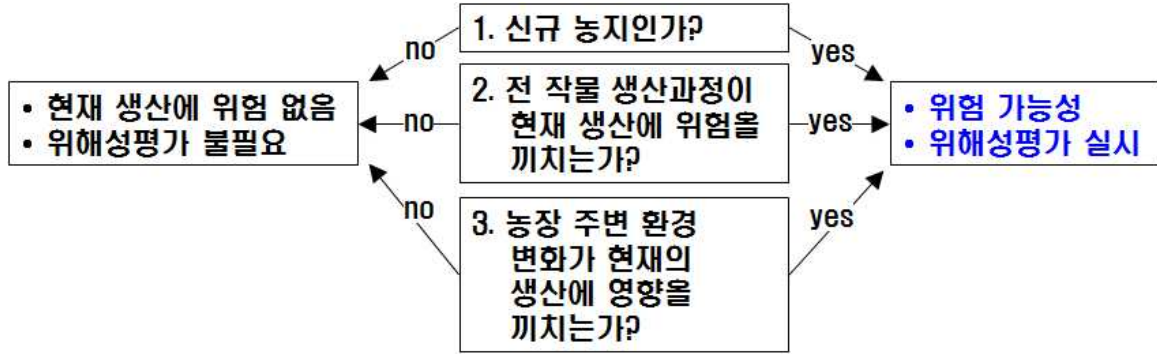 1. 신규 농지인가?
no
yes
• 현재 생산에 위험 없음
• 위해성평가 불필요
no
2. 전 작물 생산과정이
현재 생산에 위험을
끼치는가?
yes
• 위험 가능성
• 위해성평가 실시
no
3. 농장 주변 환경
변화가 현재의
생산에 영향을
끼치는가?
yes